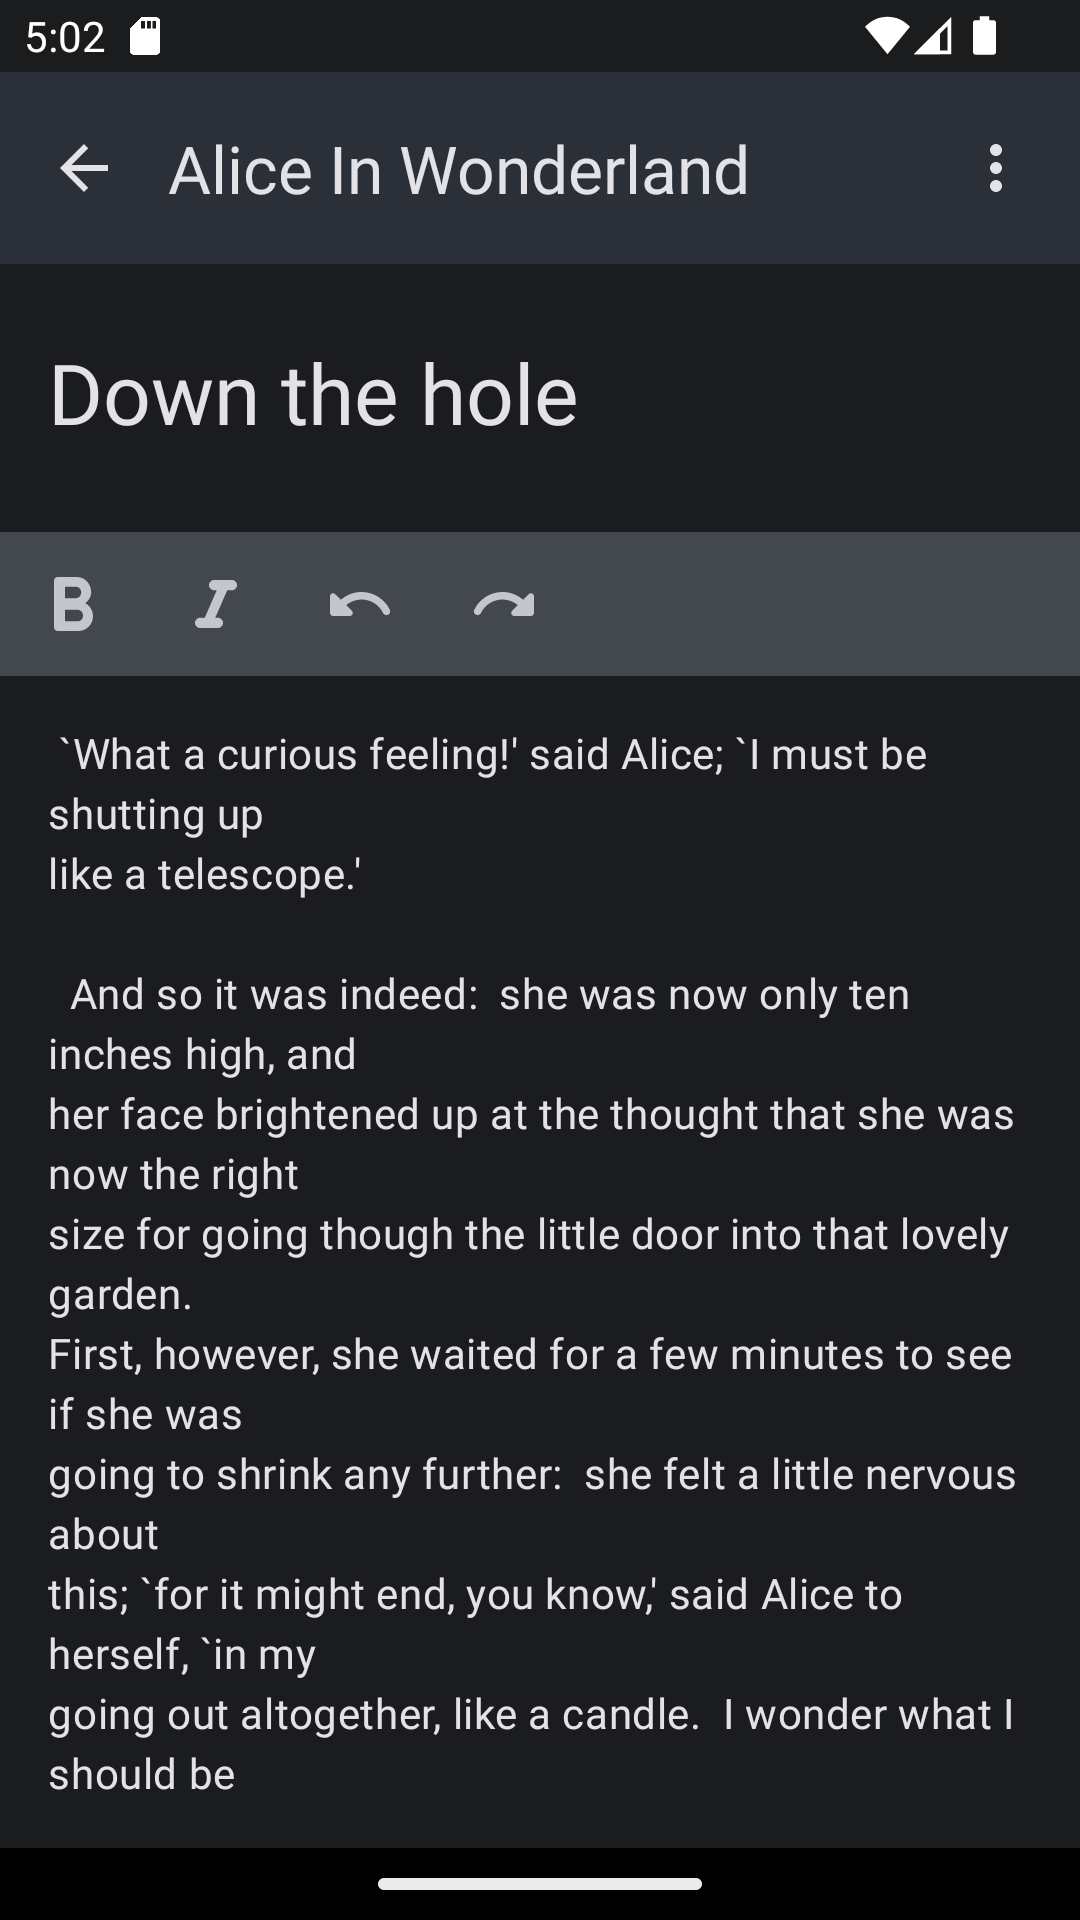 5:02
Alice In Wonderland
Down the hole
B I
`What a curious feeling!' said Alice; `I must be
shutting up
like a telescope.'
And so it was indeed:  she was now only ten
inches high, and
her face brightened up at the thought that she was
now the right
size for going though the little door into that lovely
garden.
First, however, she waited for a few minutes to see
if she was
going to shrink any further:  she felt a little nervous
about
this; `for it might end, you know,' said Alice to
herself, `in my
going out altogether, like a candle.  I wonder what I
should be